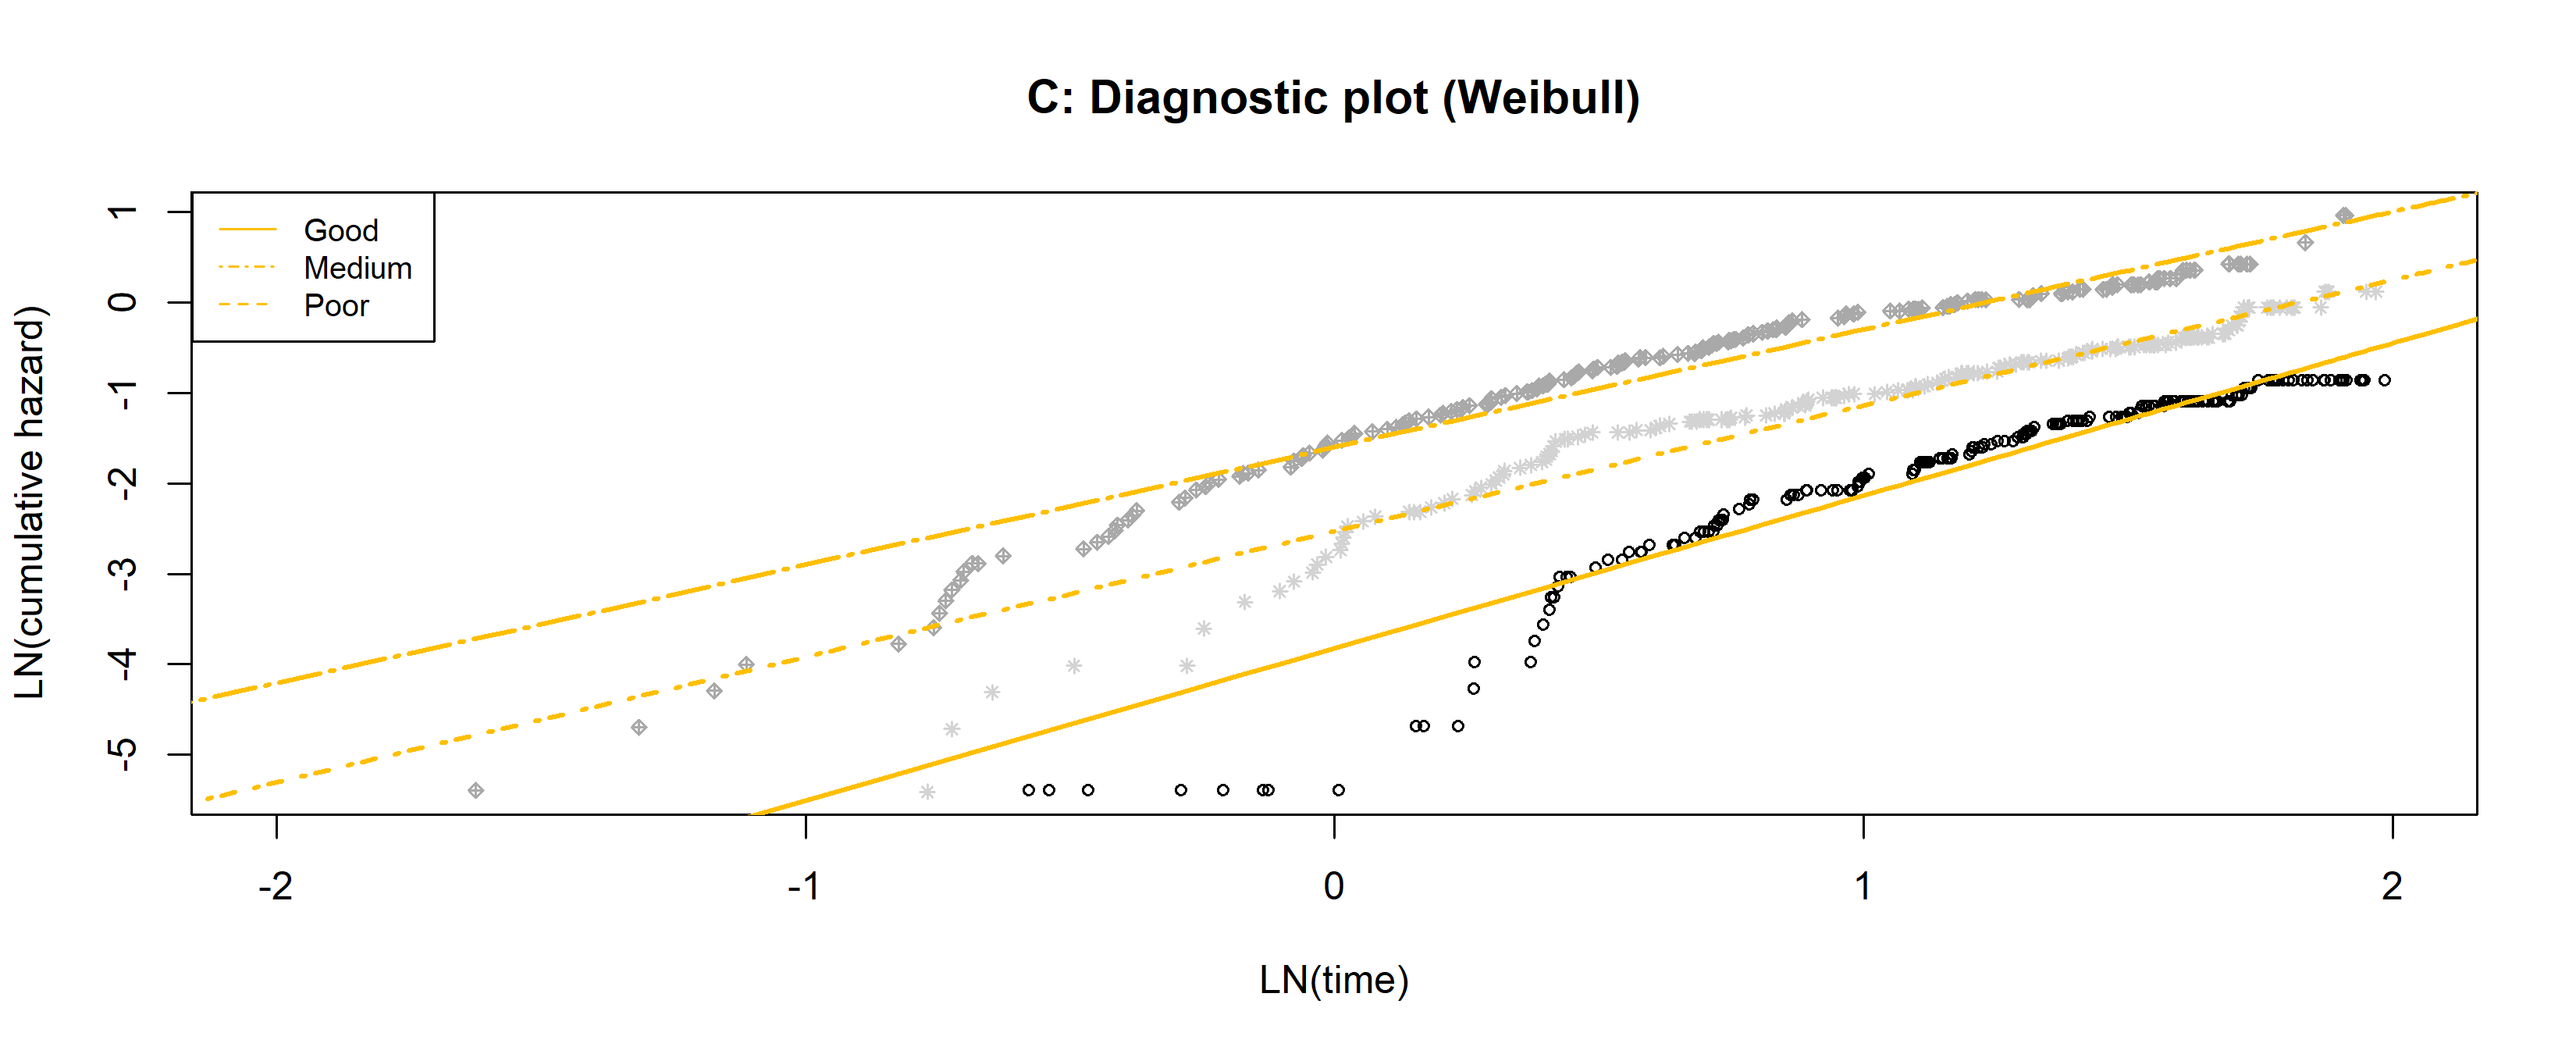 C: Diagnostic plot (Weibull)
Good
Medium
Poor
LN(cumulative hazard)
1
0
-1
-2
-3
-4
-5
-2
-1
0
1
2
LN(time)